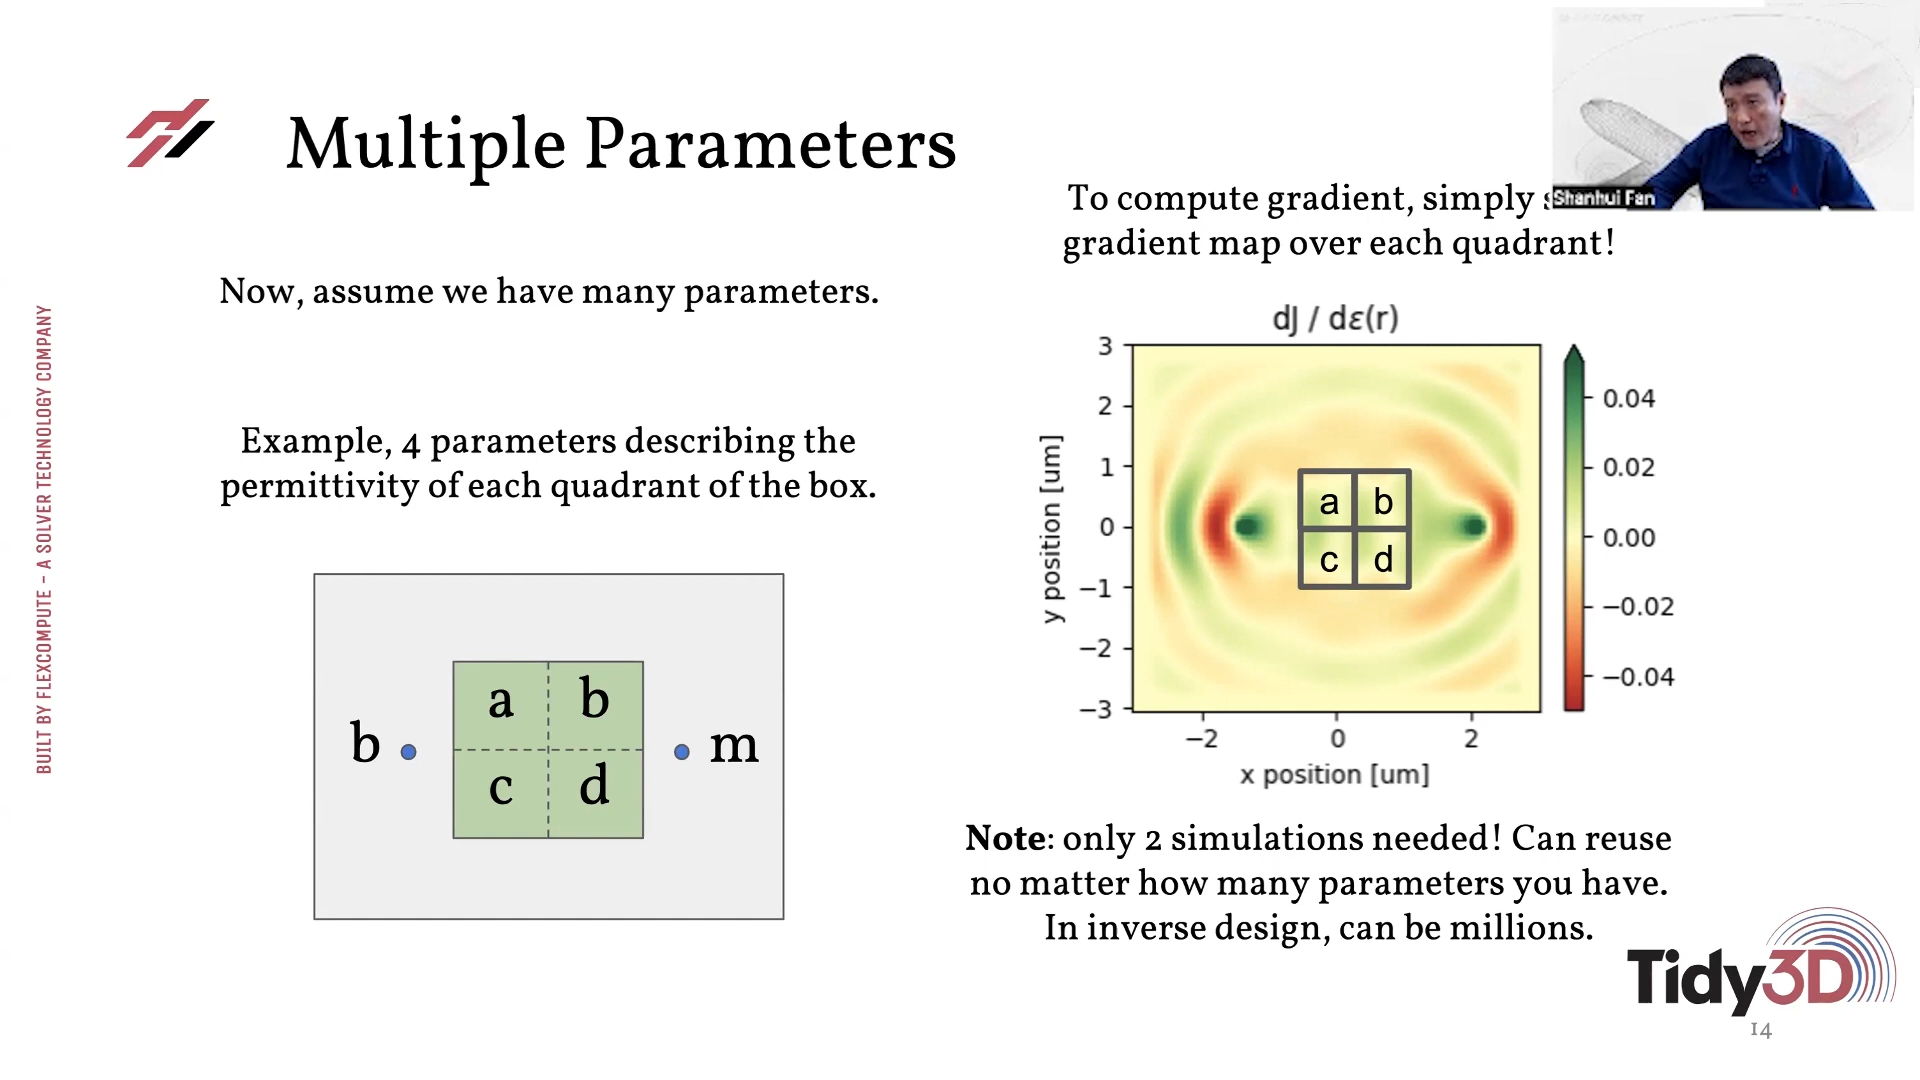 Multiple Parameters
Shanhui Fan
To compute gradient, simply
gradient map over each quadrant!
Now, assume we have many parameters.
Example, 4 parameters describing the
permittivity of each quadrant of the box.
a b
c d
b
m
dJ / dε(r)
3
2
1
0
−1
−2
−3
y position [um]
a b
c d
−2 0 2
x position [um]
0.04
0.02
0.00
−0.02
−0.04
Note: only 2 simulations needed! Can reuse
no matter how many parameters you have.
In inverse design, can be millions.
BUILT BY FLEXCOMPUTE – A SOLVER TECHNOLOGY COMPANY
Tidy3D
14